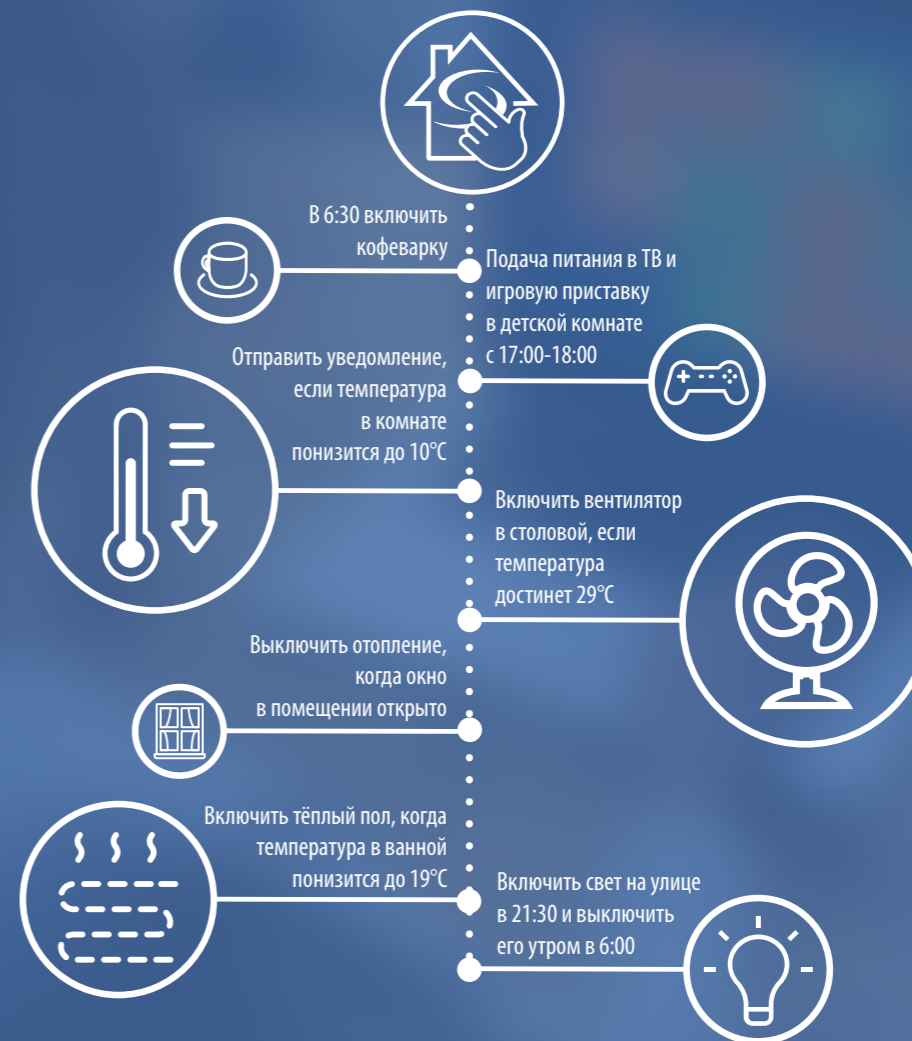 В 6:30 включить
кофеварку
Подача питания в ТВ и
игровую приставку
в детской комнате
с 17:00-18:00
Отправить уведомление,
если температура
в комнате
понизится до 10°C
Включить вентилятор
в столовой, если
температура
достинет 29°C
Выключить отопление,
когда окно
в помещении открыто
Включить тёплый пол, когда
температура в ванной
понизится до 19°C
Включить свет на улице
в 21:30 и выключить
его утром в 6:00